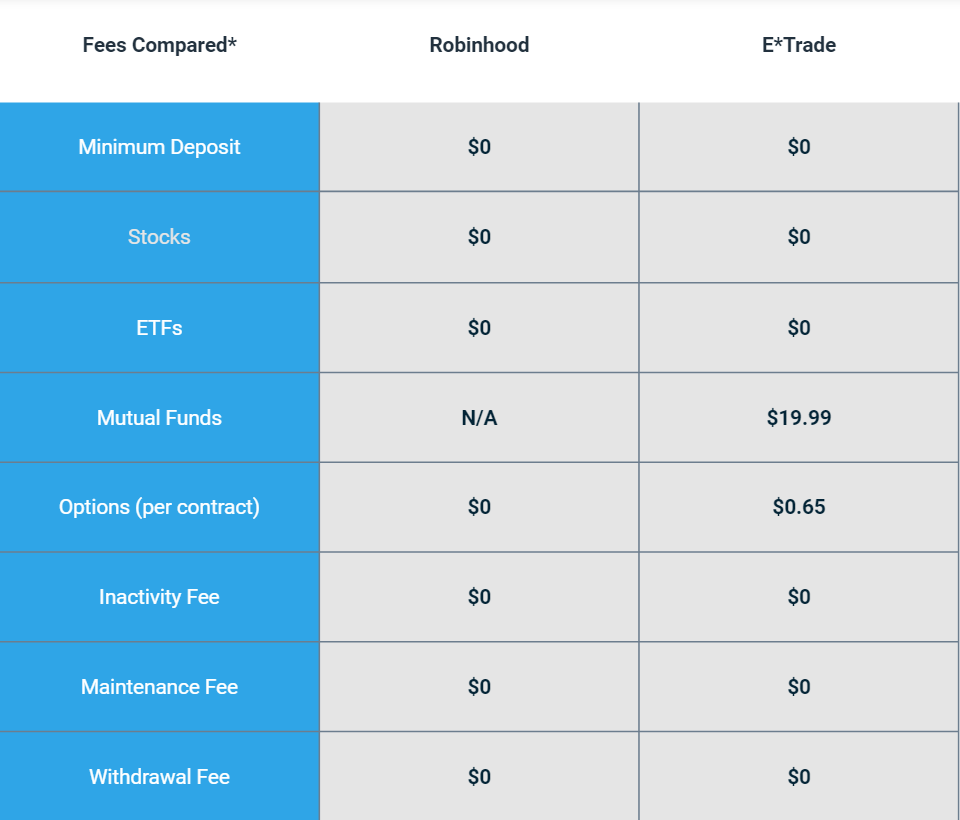 Fees Compared* Robinhood E*Trade
Minimum Deposit $0 $0
Stocks $0 $0
ETFs $0 $0
Mutual Funds N/A $19.99
Options (per contract) $0 $0.65
Inactivity Fee $0 $0
Maintenance Fee $0 $0
Withdrawal Fee $0 $0